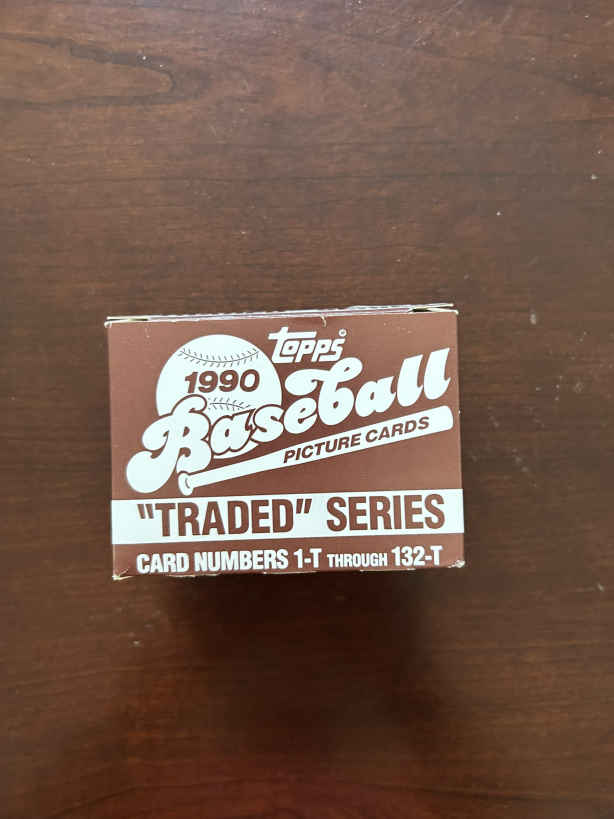 Topps®
1990
Baseball
PICTURE CARDS
"TRADED" SERIES
CARD NUMBERS 1-T THROUGH 132-T